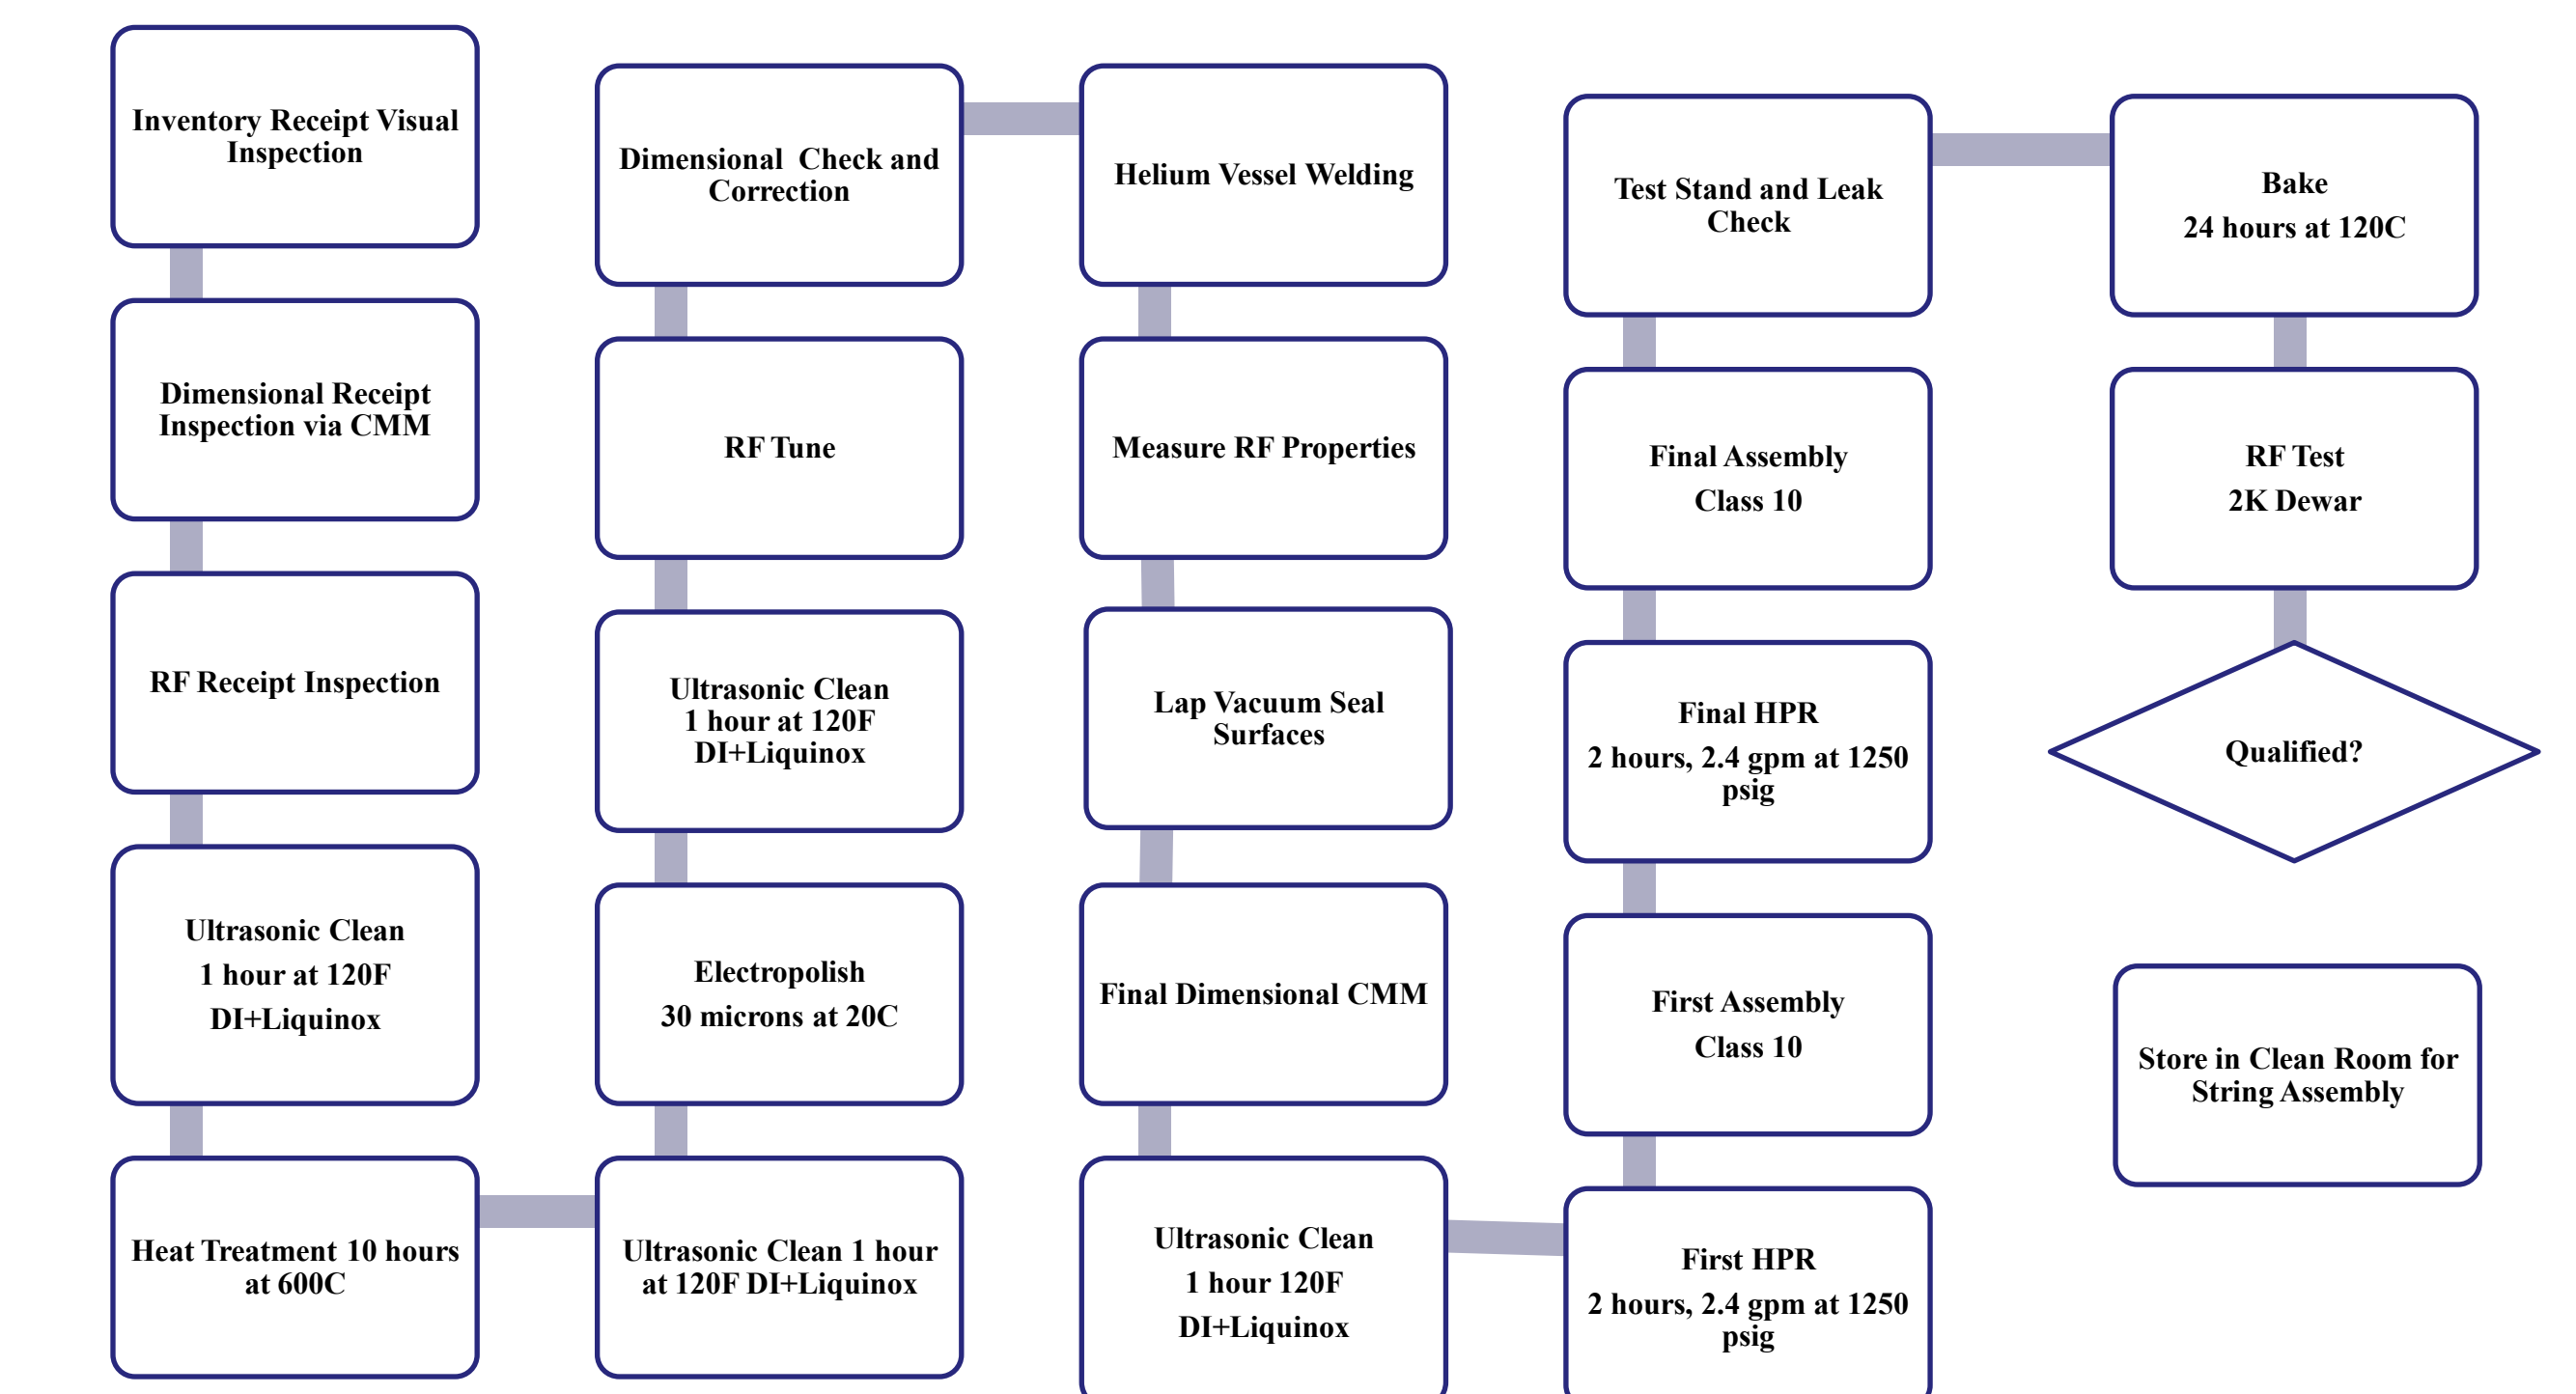 Inventory Receipt Visual
Inspection
Dimensional Receipt
Inspection via CMM
RF Receipt Inspection
Ultrasonic Clean
1 hour at 120F
DI+Liquinox
Heat Treatment 10 hours
at 600C
Ultrasonic Clean 1 hour
at 120F DI+Liquinox
Electropolish
30 microns at 20C
Ultrasonic Clean
1 hour at 120F
DI+Liquinox
RF Tune
Dimensional  Check and
Correction
Helium Vessel Welding
Measure RF Properties
Lap Vacuum Seal
Surfaces
Final Dimensional CMM
Ultrasonic Clean
1 hour 120F
DI+Liquinox
First HPR
2 hours, 2.4 gpm at 1250
psig
First Assembly
Class 10
Final HPR
2 hours, 2.4 gpm at 1250
psig
Final Assembly
Class 10
Test Stand and Leak
Check
Bake
24 hours at 120C
RF Test
2K Dewar
Qualified?
Store in Clean Room for
String Assembly